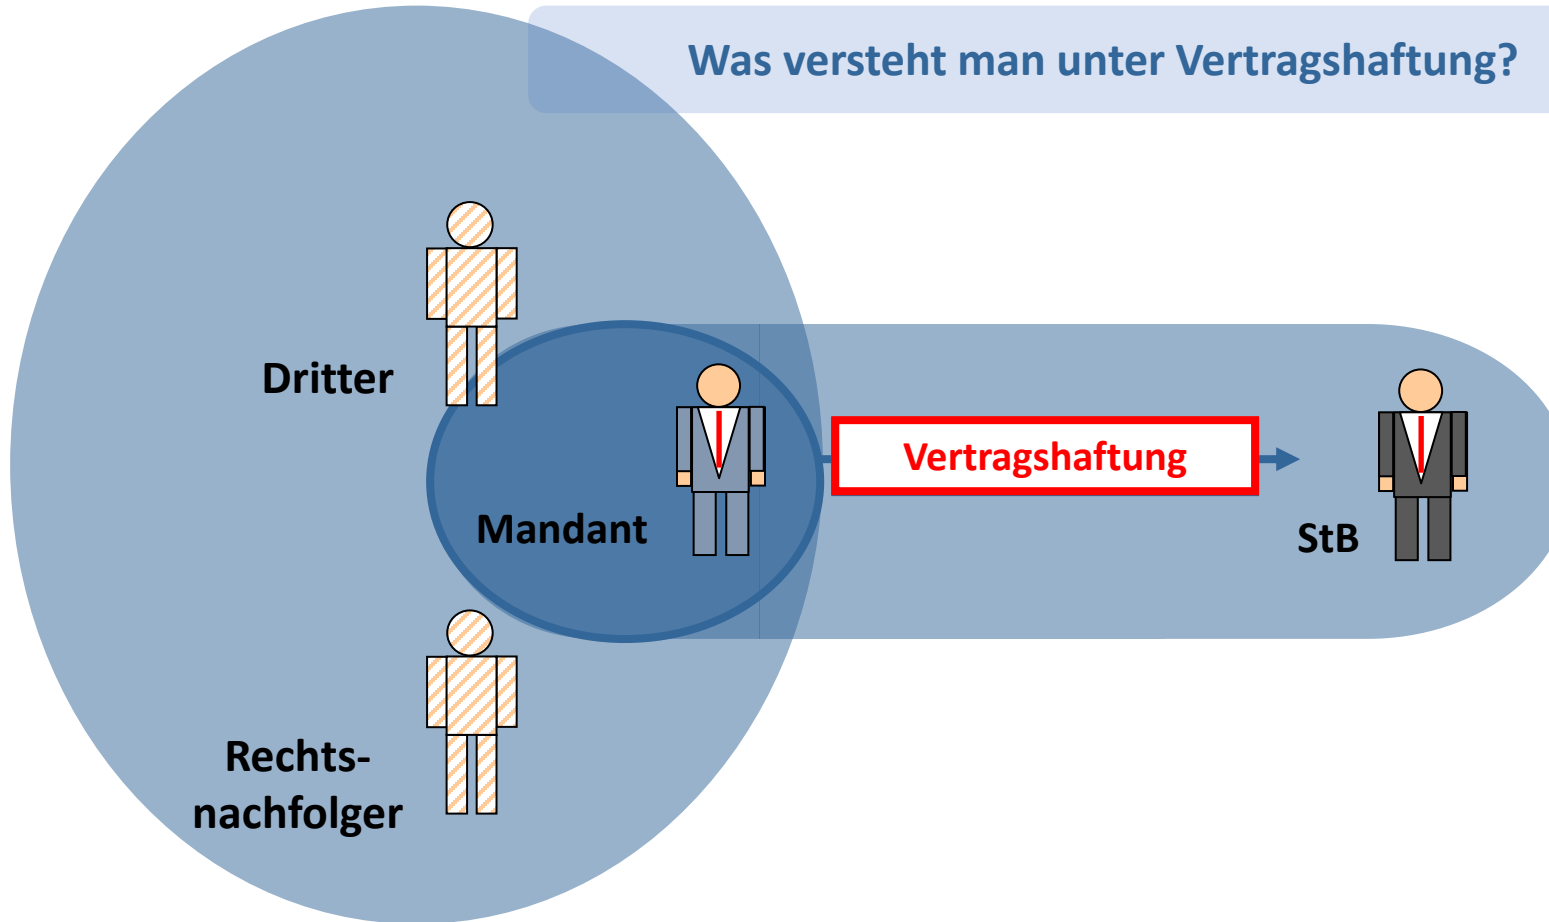 Was versteht man unter Vertragshaftung?
Dritter
Vertragshaftung
Mandant
StB
Rechts-
nachfolger